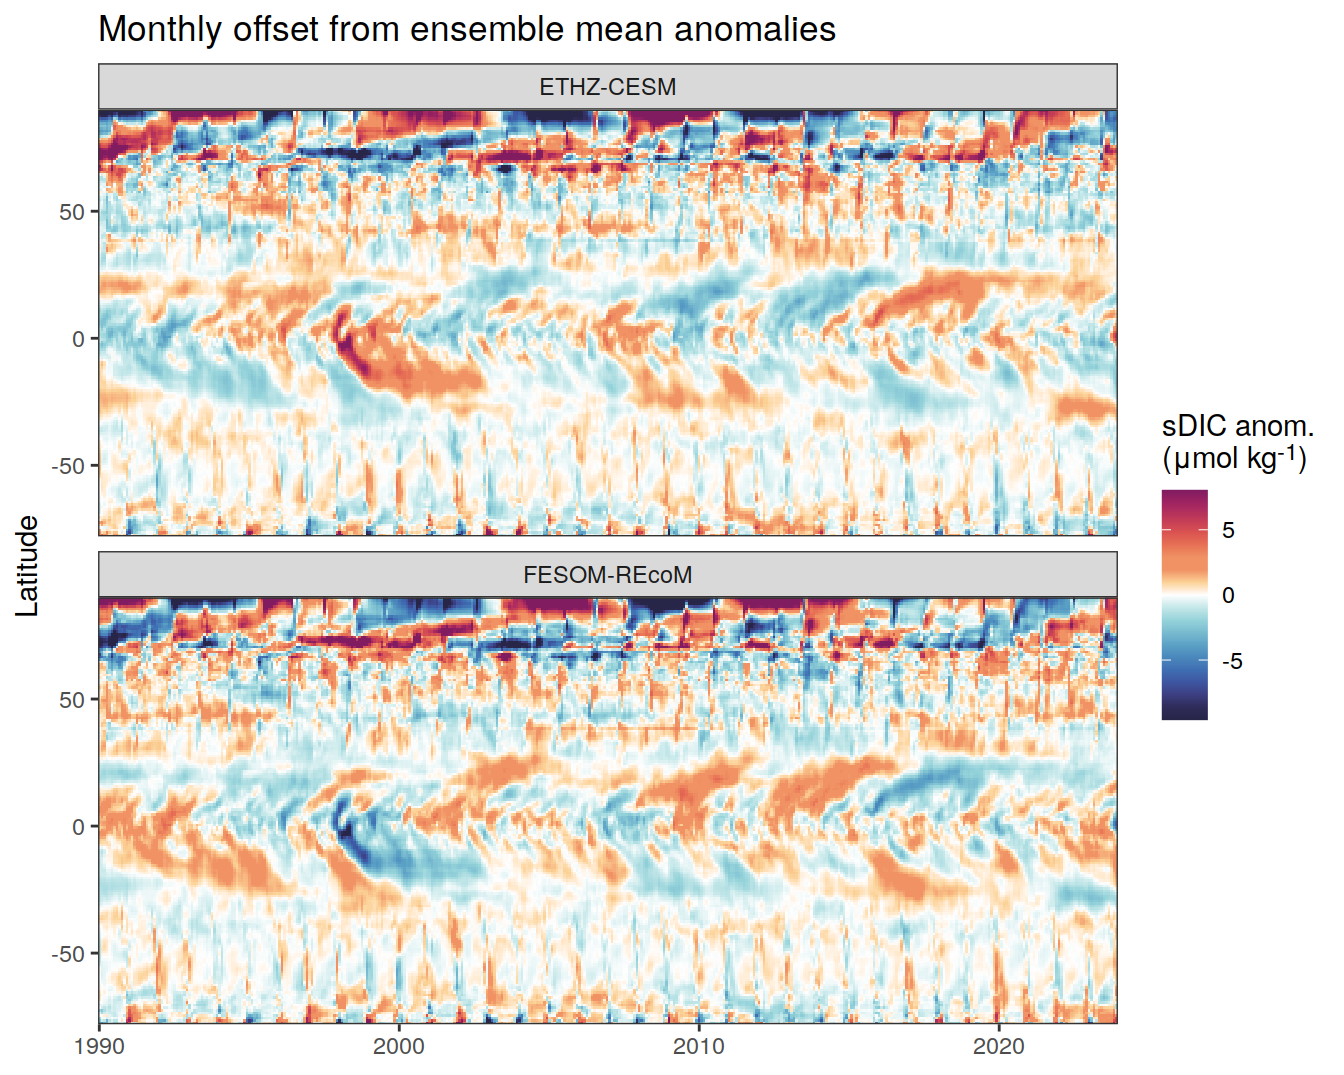 Monthly offset from ensemble mean anomalies
ETHZ-CESM
50
0
-50
FESOM-REcoM
50
0
-50
1990 2000 2010 2020
Latitude
sDIC anom.
(μmol kg⁻¹)
5
0
-5